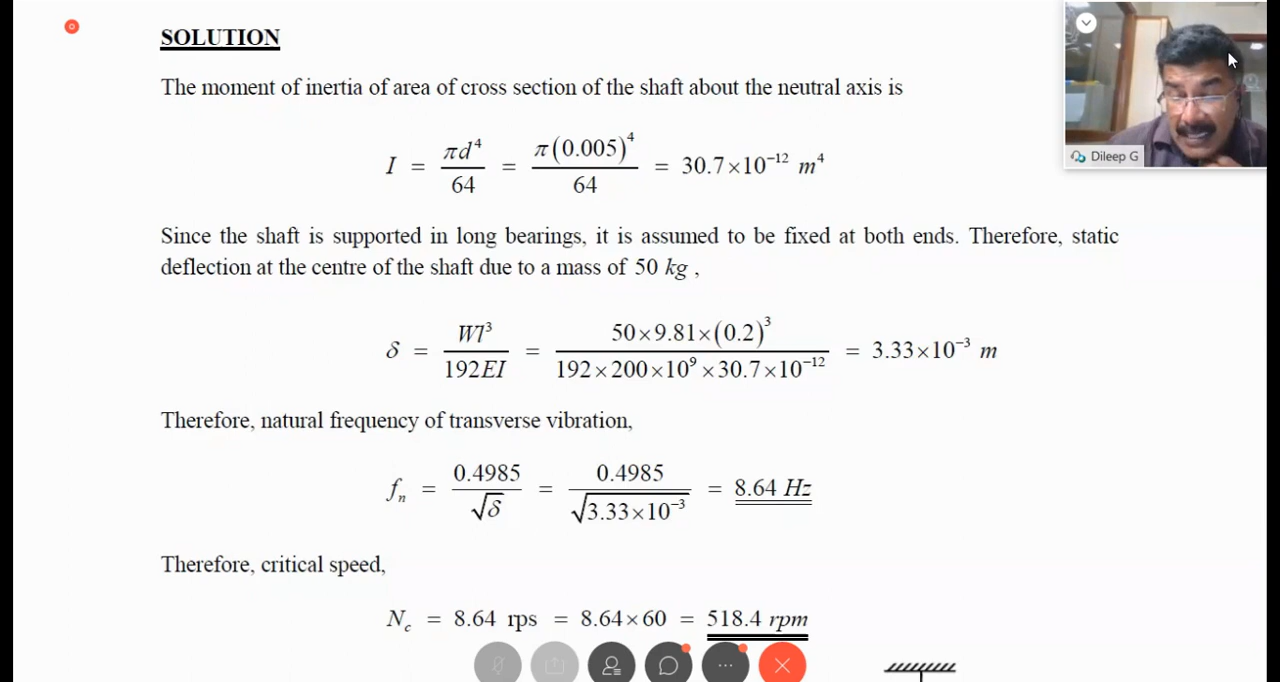 SOLUTION
The moment of inertia of area of cross section of the shaft about the neutral axis is
I = πd⁴/64 = π(0.005)⁴/64 = 30.7×10⁻¹² m⁴
Since the shaft is supported in long bearings, it is assumed to be fixed at both ends. Therefore, static
deflection at the centre of the shaft due to a mass of 50 kg ,
δ = Wl³/192EI = 50×9.81×(0.2)³/192×200×10⁹×30.7×10⁻¹² = 3.33×10⁻³ m
Therefore, natural frequency of transverse vibration,
fₙ = 0.4985/√δ = 0.4985/√3.33×10⁻³ = 8.64 Hz
Therefore, critical speed,
N_c = 8.64 rps = 8.64×60 = 518.4 rpm
Dileep G